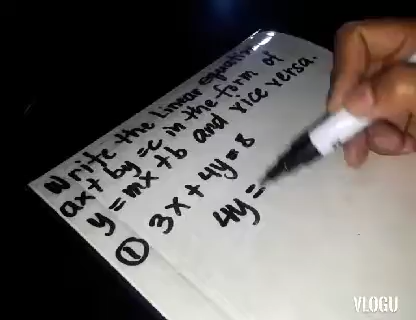 Write the Linear Equation
ax + by = c in the form of
y = mx + b and vice versa.
① 3x + 4y = 8
4y =
VLOGU